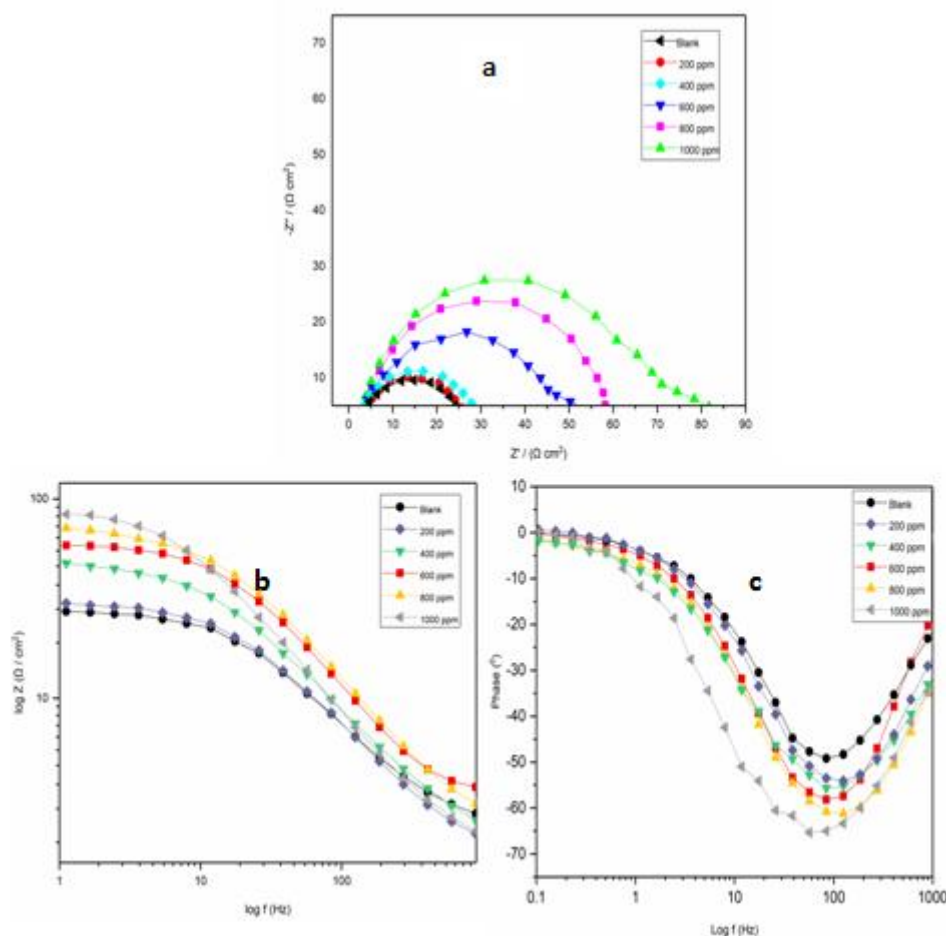 a
Blank
200 ppm
400 ppm
600 ppm
800 ppm
1000 ppm
70
60
50
40
30
20
10
-Z" / (Ω cm²)
0 10 20 30 40 50 60 70 80 90
Z' / (Ω cm²)
b
Blank
200 ppm
400 ppm
600 ppm
800 ppm
1000 ppm
100
10
log Z (Ω / cm²)
1 10 100
log f (Hz)
c
Blank
200 ppm
400 ppm
600 ppm
800 ppm
1000 ppm
10
0
-10
-20
-30
-40
-50
-60
-70
Phase (°)
0.1 1 10 100 1000
Log f (Hz)